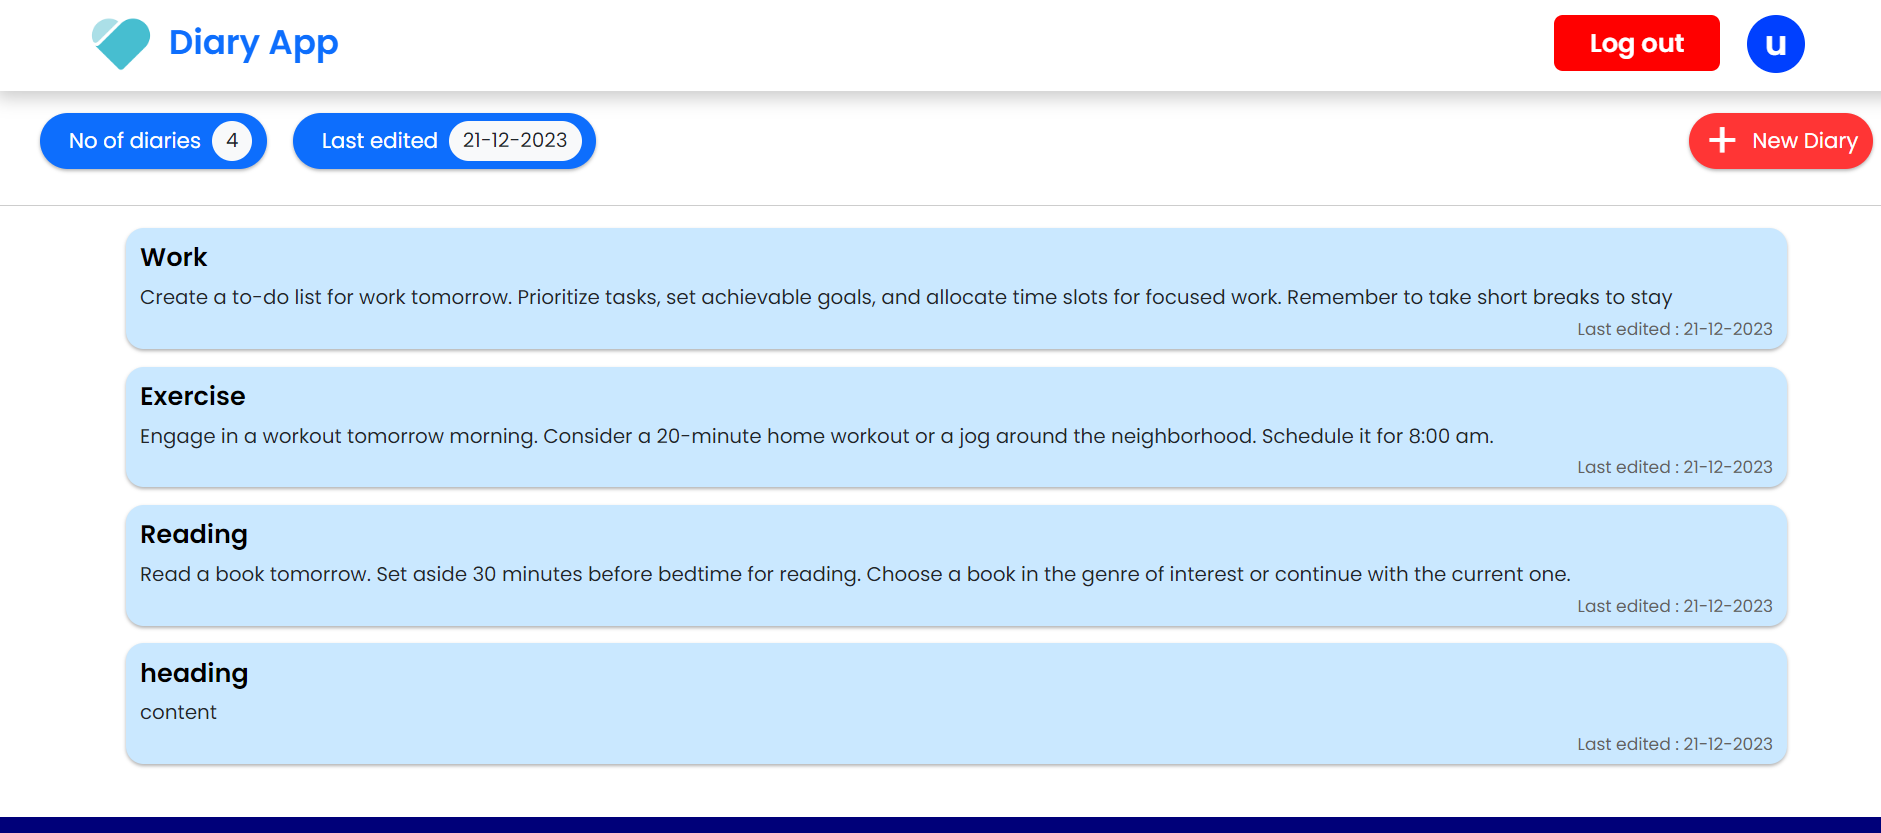 Diary App
Log out
u
No of diaries 4
Last edited 21-12-2023
+ New Diary
Work
Create a to-do list for work tomorrow. Prioritize tasks, set achievable goals, and allocate time slots for focused work. Remember to take short breaks to stay
Last edited : 21-12-2023
Exercise
Engage in a workout tomorrow morning. Consider a 20-minute home workout or a jog around the neighborhood. Schedule it for 8:00 am.
Last edited : 21-12-2023
Reading
Read a book tomorrow. Set aside 30 minutes before bedtime for reading. Choose a book in the genre of interest or continue with the current one.
Last edited : 21-12-2023
heading
content
Last edited : 21-12-2023